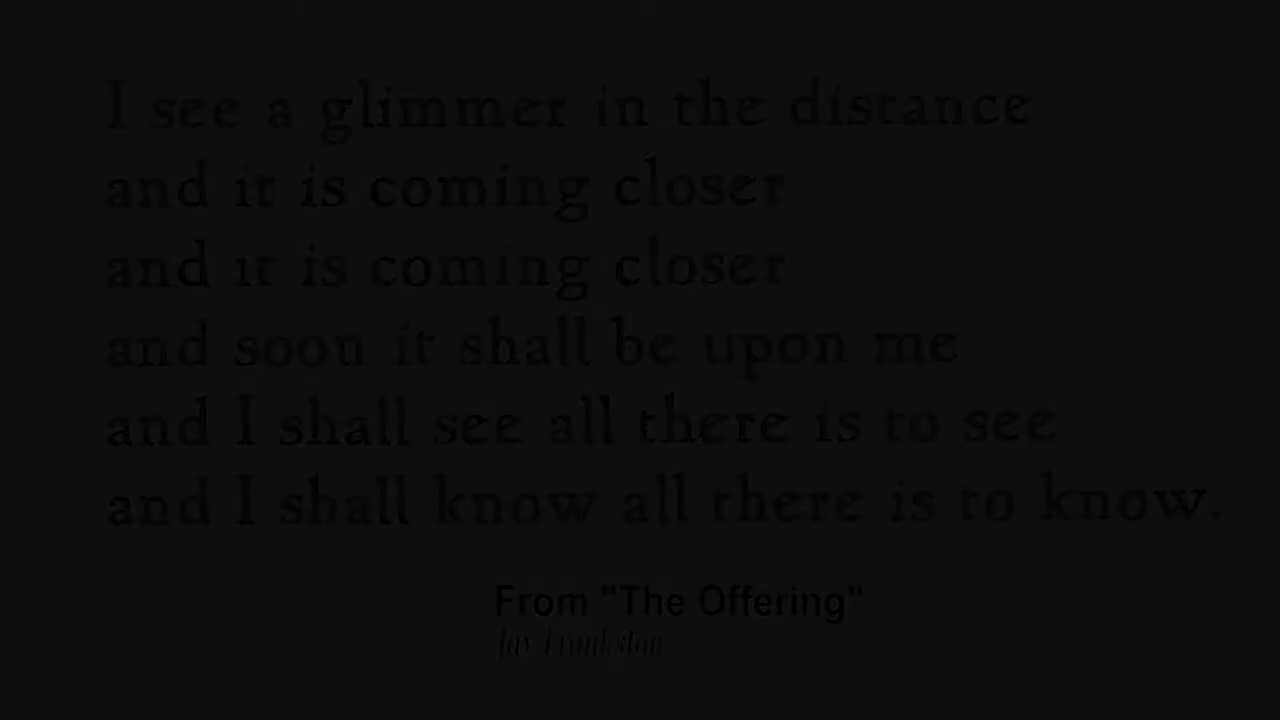 I see a glimmer in the distance
and it is coming closer
and it is coming closer
and soon it shall be upon me
and I shall see all there is to see
and I shall know all there is to know.
From "The Offering"
Jay Frankston